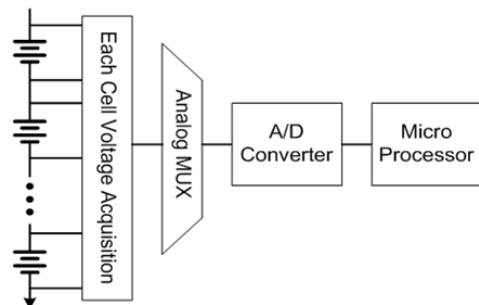 Each Cell Voltage Acquisition
Analog MUX
A/D
Converter
Micro
Processor